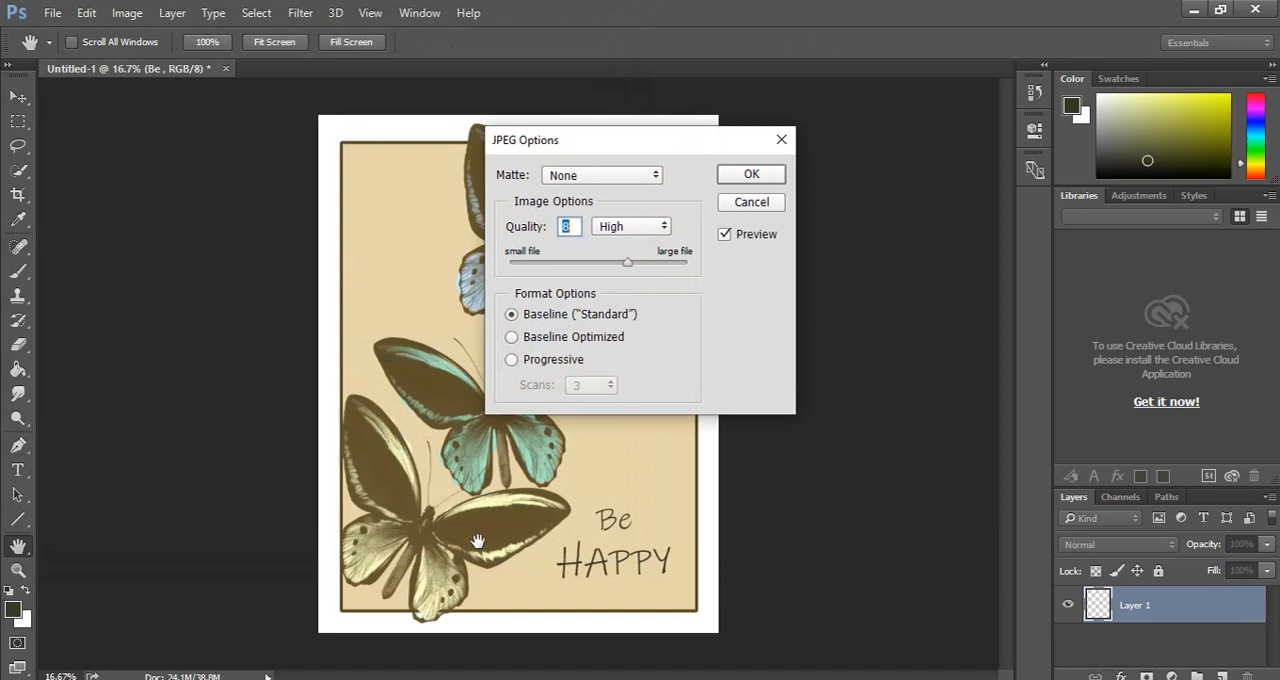 Ps File Edit Image Layer Type Select Filter 3D View Window Help
Scroll All Windows 100% Fit Screen Fill Screen Essentials
Untitled-1 @ 16.7% (Be , RGB/8) * ×
Color Swatches
JPEG Options
Matte: None OK
Image Options Cancel
Quality: 8 High Preview
small file large file
Format Options
Baseline ("Standard")
Baseline Optimized
Progressive
Scans: 3
Libraries Adjustments Styles
To use Creative Cloud Libraries,
please install the Creative Cloud
Application
Get it now!
Be
HAPPY
Layers Channels Paths
Kind
Normal Opacity: 100%
Lock: Fill: 100%
Layer 1
16.67% Doc: 24.1M/38.8M